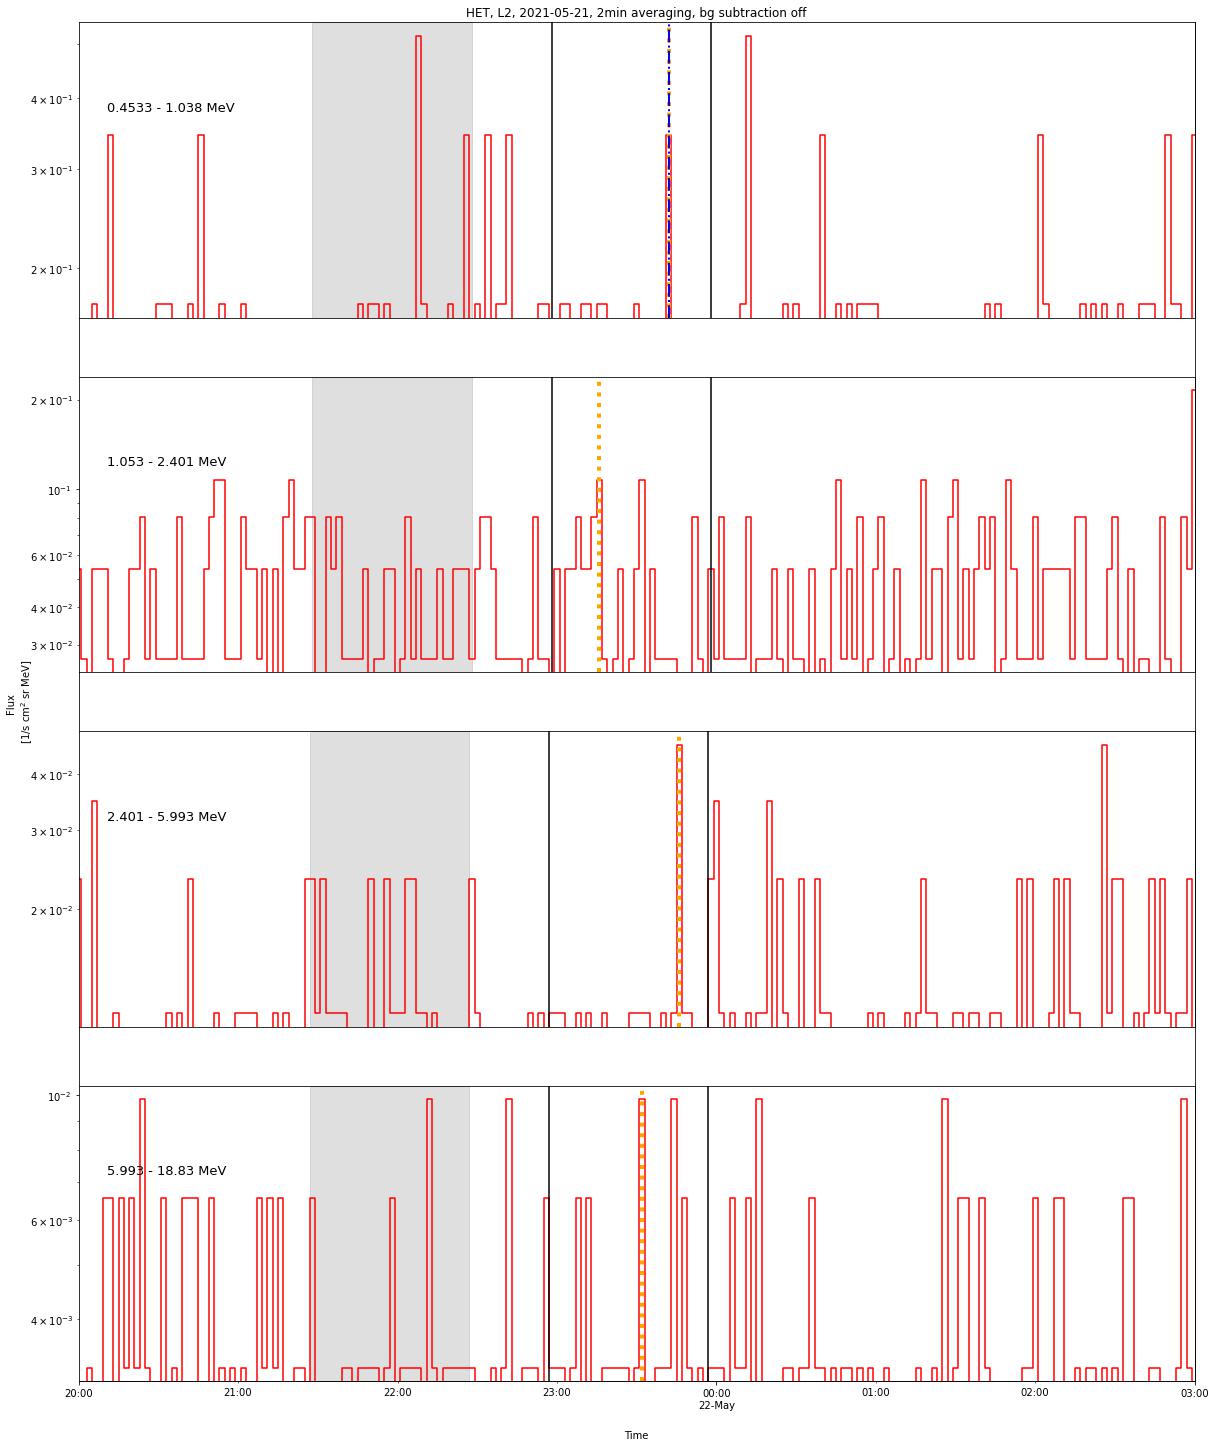 HET, L2, 2021-05-21, 2min averaging, bg subtraction off
4 × 10⁻¹
0.4533 - 1.038 MeV
3 × 10⁻¹
2 × 10⁻¹
2 × 10⁻¹
1.053 - 2.401 MeV
10⁻¹
6 × 10⁻²
4 × 10⁻²
3 × 10⁻²
Flux
[1/s cm² sr MeV]
4 × 10⁻²
2.401 - 5.993 MeV
3 × 10⁻²
2 × 10⁻²
10⁻²
5.993 - 18.83 MeV
6 × 10⁻³
4 × 10⁻³
20:00 21:00 22:00 23:00 00:00 01:00 02:00 03:00
22-May
Time